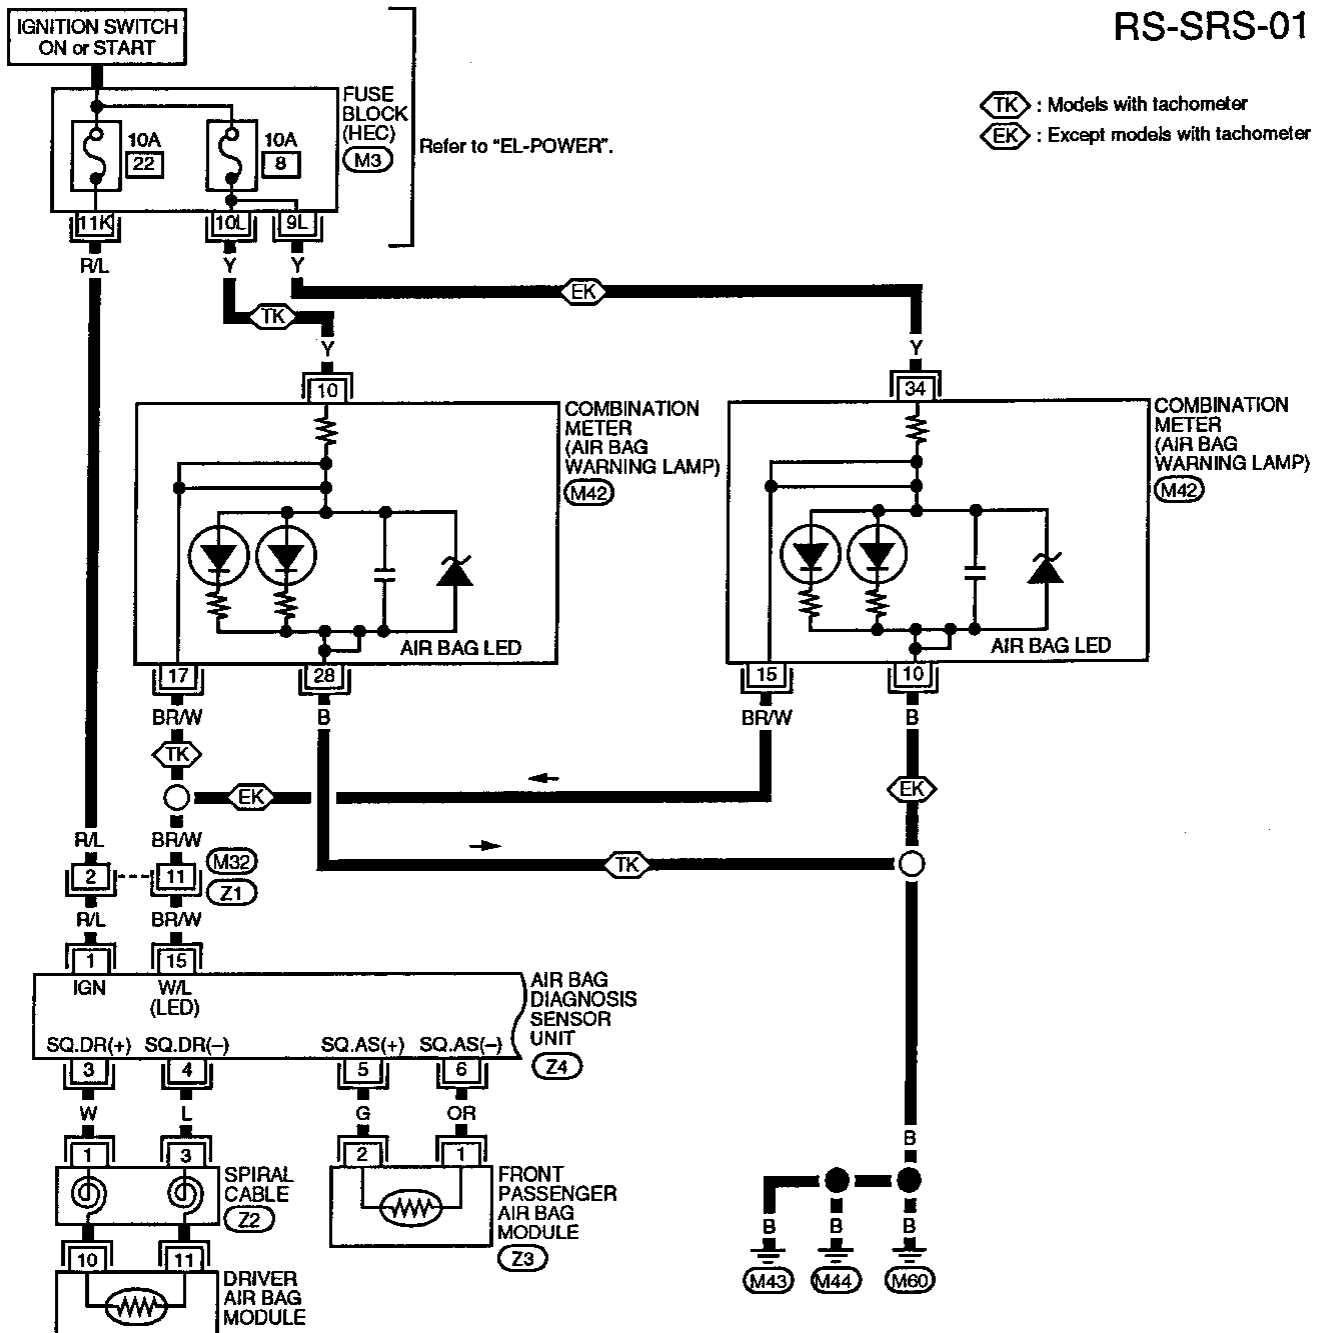 RS-SRS-01
IGNITION SWITCH
ON or START
FUSE
BLOCK
(HEC)
M3
Refer to "EL-POWER".
TK : Models with tachometer
EK : Except models with tachometer
10A
22
10A
8
11K
10L
9L
R/L
Y
Y
EK
TK
Y
Y
10
34
COMBINATION
METER
(AIR BAG
WARNING LAMP)
M42
COMBINATION
METER
(AIR BAG
WARNING LAMP)
M42
AIR BAG LED
AIR BAG LED
17
28
15
10
BR/W
B
BR/W
B
TK
EK
EK
R/L
BR/W
M32
TK
2
11
Z1
R/L
BR/W
1
15
IGN
W/L
(LED)
AIR BAG
DIAGNOSIS
SENSOR
UNIT
Z4
SQ.DR(+)
SQ.DR(–)
SQ.AS(+)
SQ.AS(–)
3
4
5
6
W
L
G
OR
1
3
2
1
SPIRAL
CABLE
Z2
FRONT
PASSENGER
AIR BAG
MODULE
Z3
10
11
DRIVER
AIR BAG
MODULE
B
B
B
B
M43
M44
M60